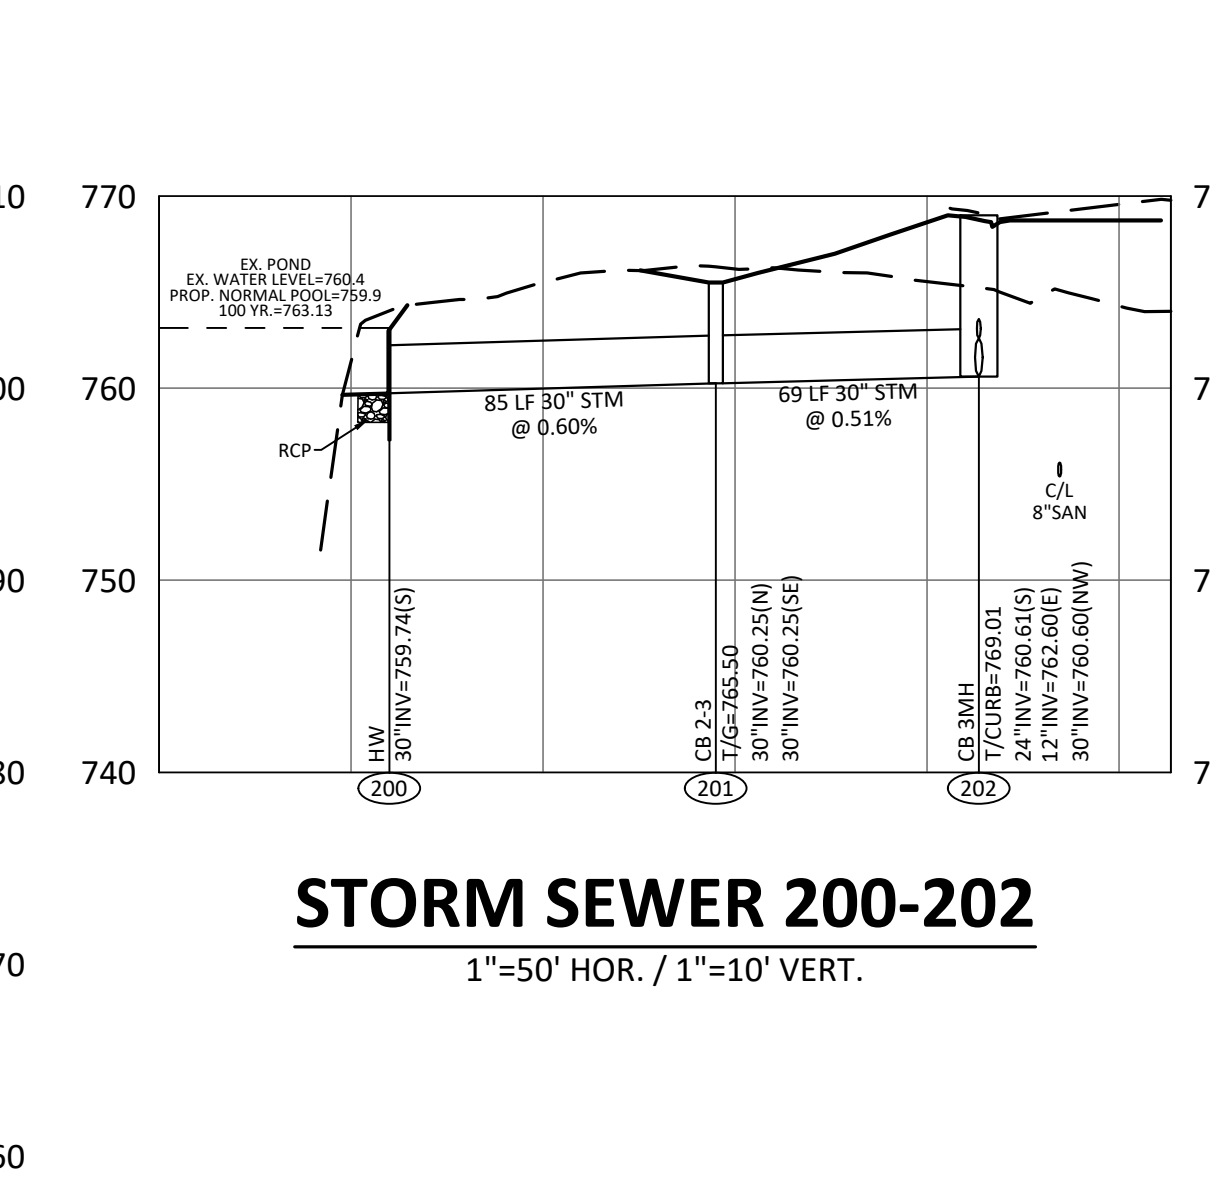 770
EX. POND
EX. WATER LEVEL=760.4
PROP. NORMAL POOL=759.9
100 YR.=763.13
760
85 LF 30" STM
@ 0.60%
69 LF 30" STM
@ 0.51%
RCP
C/L
8"SAN
750
HW
30"INV=759.74(S)
CB 2-3
T/G=765.50
30"INV=760.25(N)
30"INV=760.25(SE)
CB 3MH
T/CURB=769.01
24"INV=760.61(S)
12"INV=762.60(E)
30"INV=760.60(NW)
740
200
201
202
STORM SEWER 200-202
1"=50' HOR. / 1"=10' VERT.